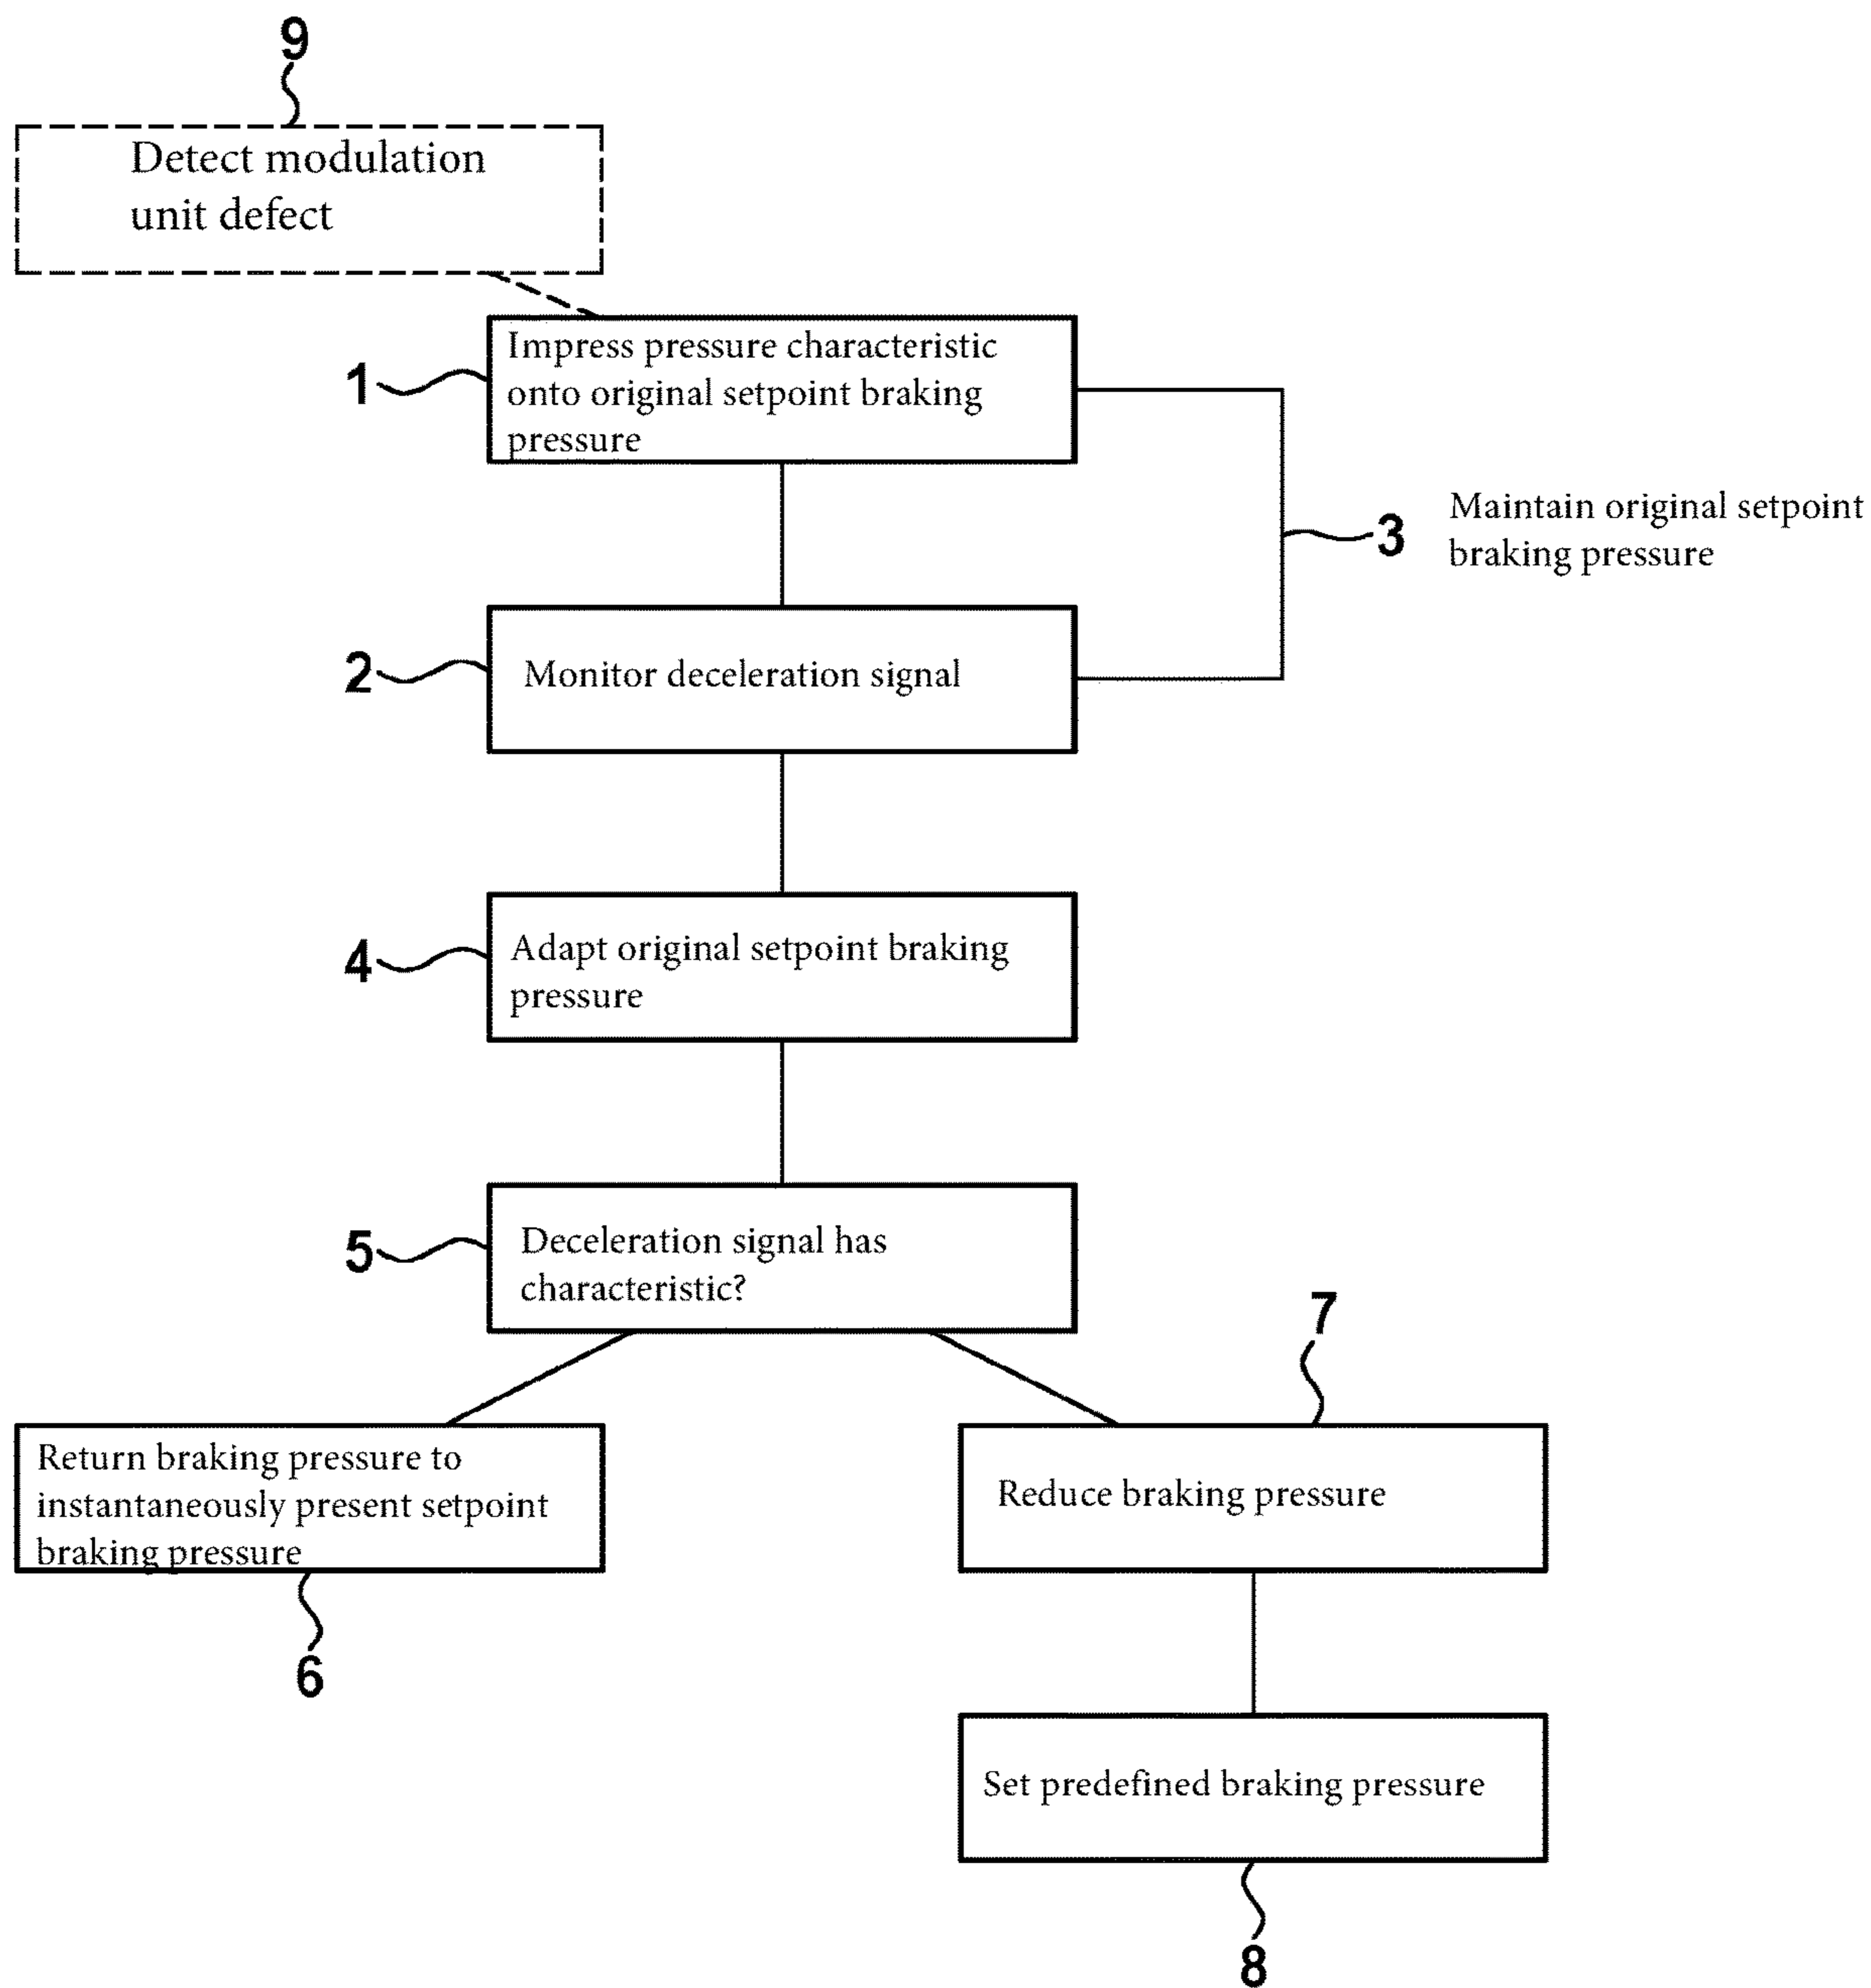 9
Detect modulation
unit defect
1
Impress pressure characteristic
onto original setpoint braking
pressure
3
Maintain original setpoint
braking pressure
2
Monitor deceleration signal
4
Adapt original setpoint braking
pressure
5
Deceleration signal has
characteristic?
7
Return braking pressure to
instantaneously present setpoint
braking pressure
6
Reduce braking pressure
Set predefined braking pressure
8